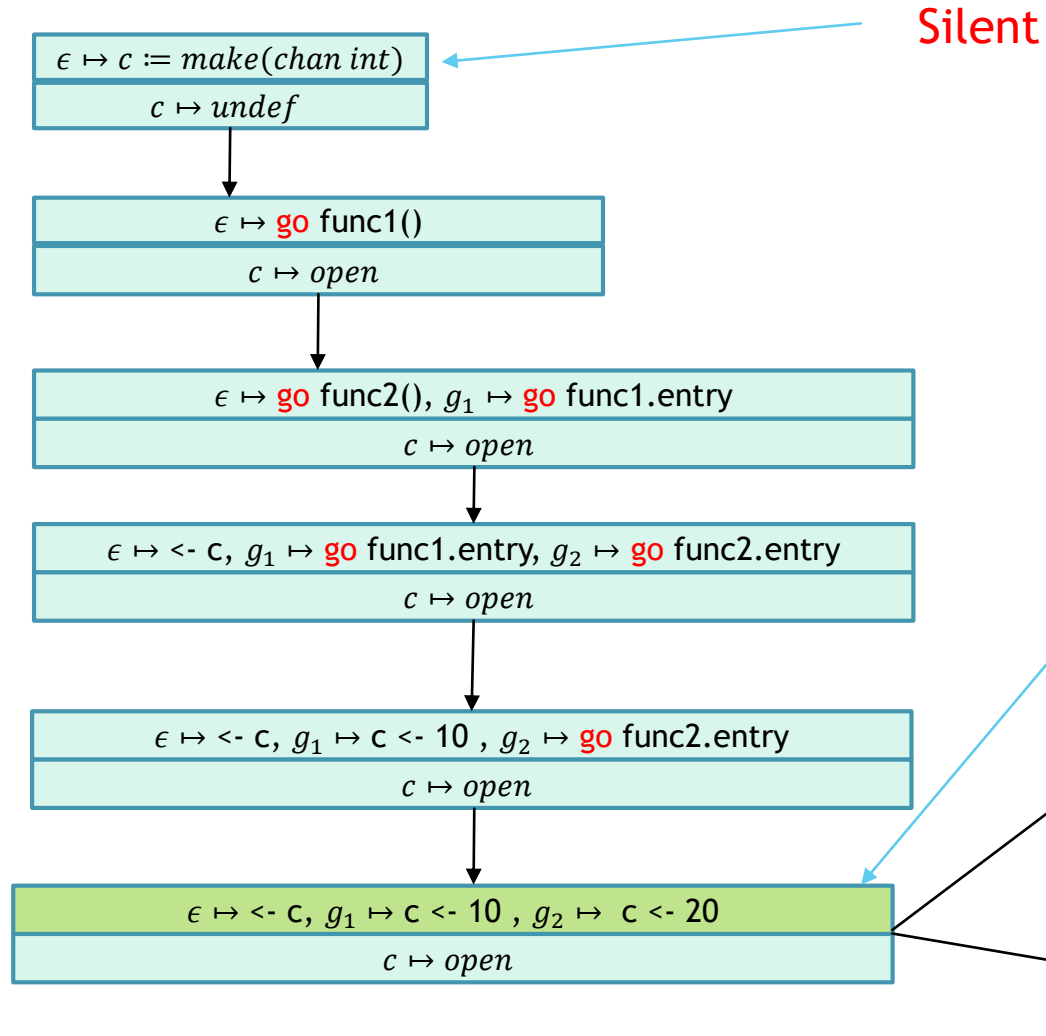 Silent
𝜖 ↦ 𝑐 ≔ 𝑚𝑎𝑘𝑒(𝑐ℎ𝑎𝑛 𝑖𝑛𝑡)
𝑐 ↦ 𝑢𝑛𝑑𝑒𝑓
𝜖 ↦ go func1()
𝑐 ↦ 𝑜𝑝𝑒𝑛
𝜖 ↦ go func2(), 𝑔₁ ↦ go func1.entry
𝑐 ↦ 𝑜𝑝𝑒𝑛
𝜖 ↦ <- c, 𝑔₁ ↦ go func1.entry, 𝑔₂ ↦ go func2.entry
𝑐 ↦ 𝑜𝑝𝑒𝑛
𝜖 ↦ <- c, 𝑔₁ ↦ c <- 10 , 𝑔₂ ↦ go func2.entry
𝑐 ↦ 𝑜𝑝𝑒𝑛
𝜖 ↦ <- c, 𝑔₁ ↦ c <- 10 , 𝑔₂ ↦ c <- 20
𝑐 ↦ 𝑜𝑝𝑒𝑛